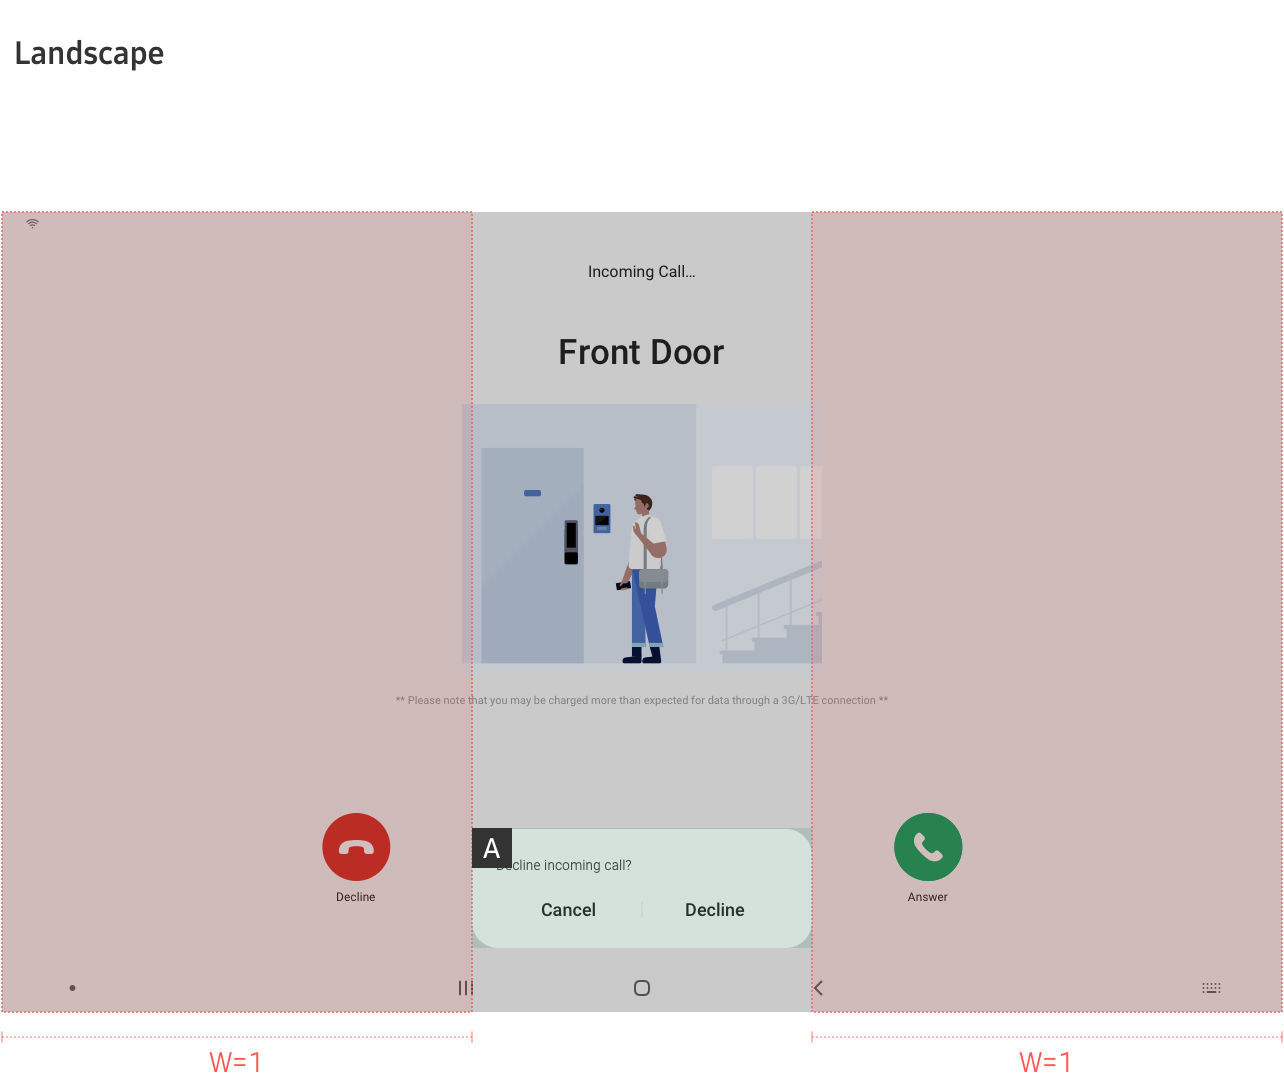 Landscape
Incoming Call...
Front Door
** Please note that you may be charged more than expected for data through a 3G/LTE connection **
A
Decline incoming call?
Cancel
Decline
Decline
Answer
W=1
W=1